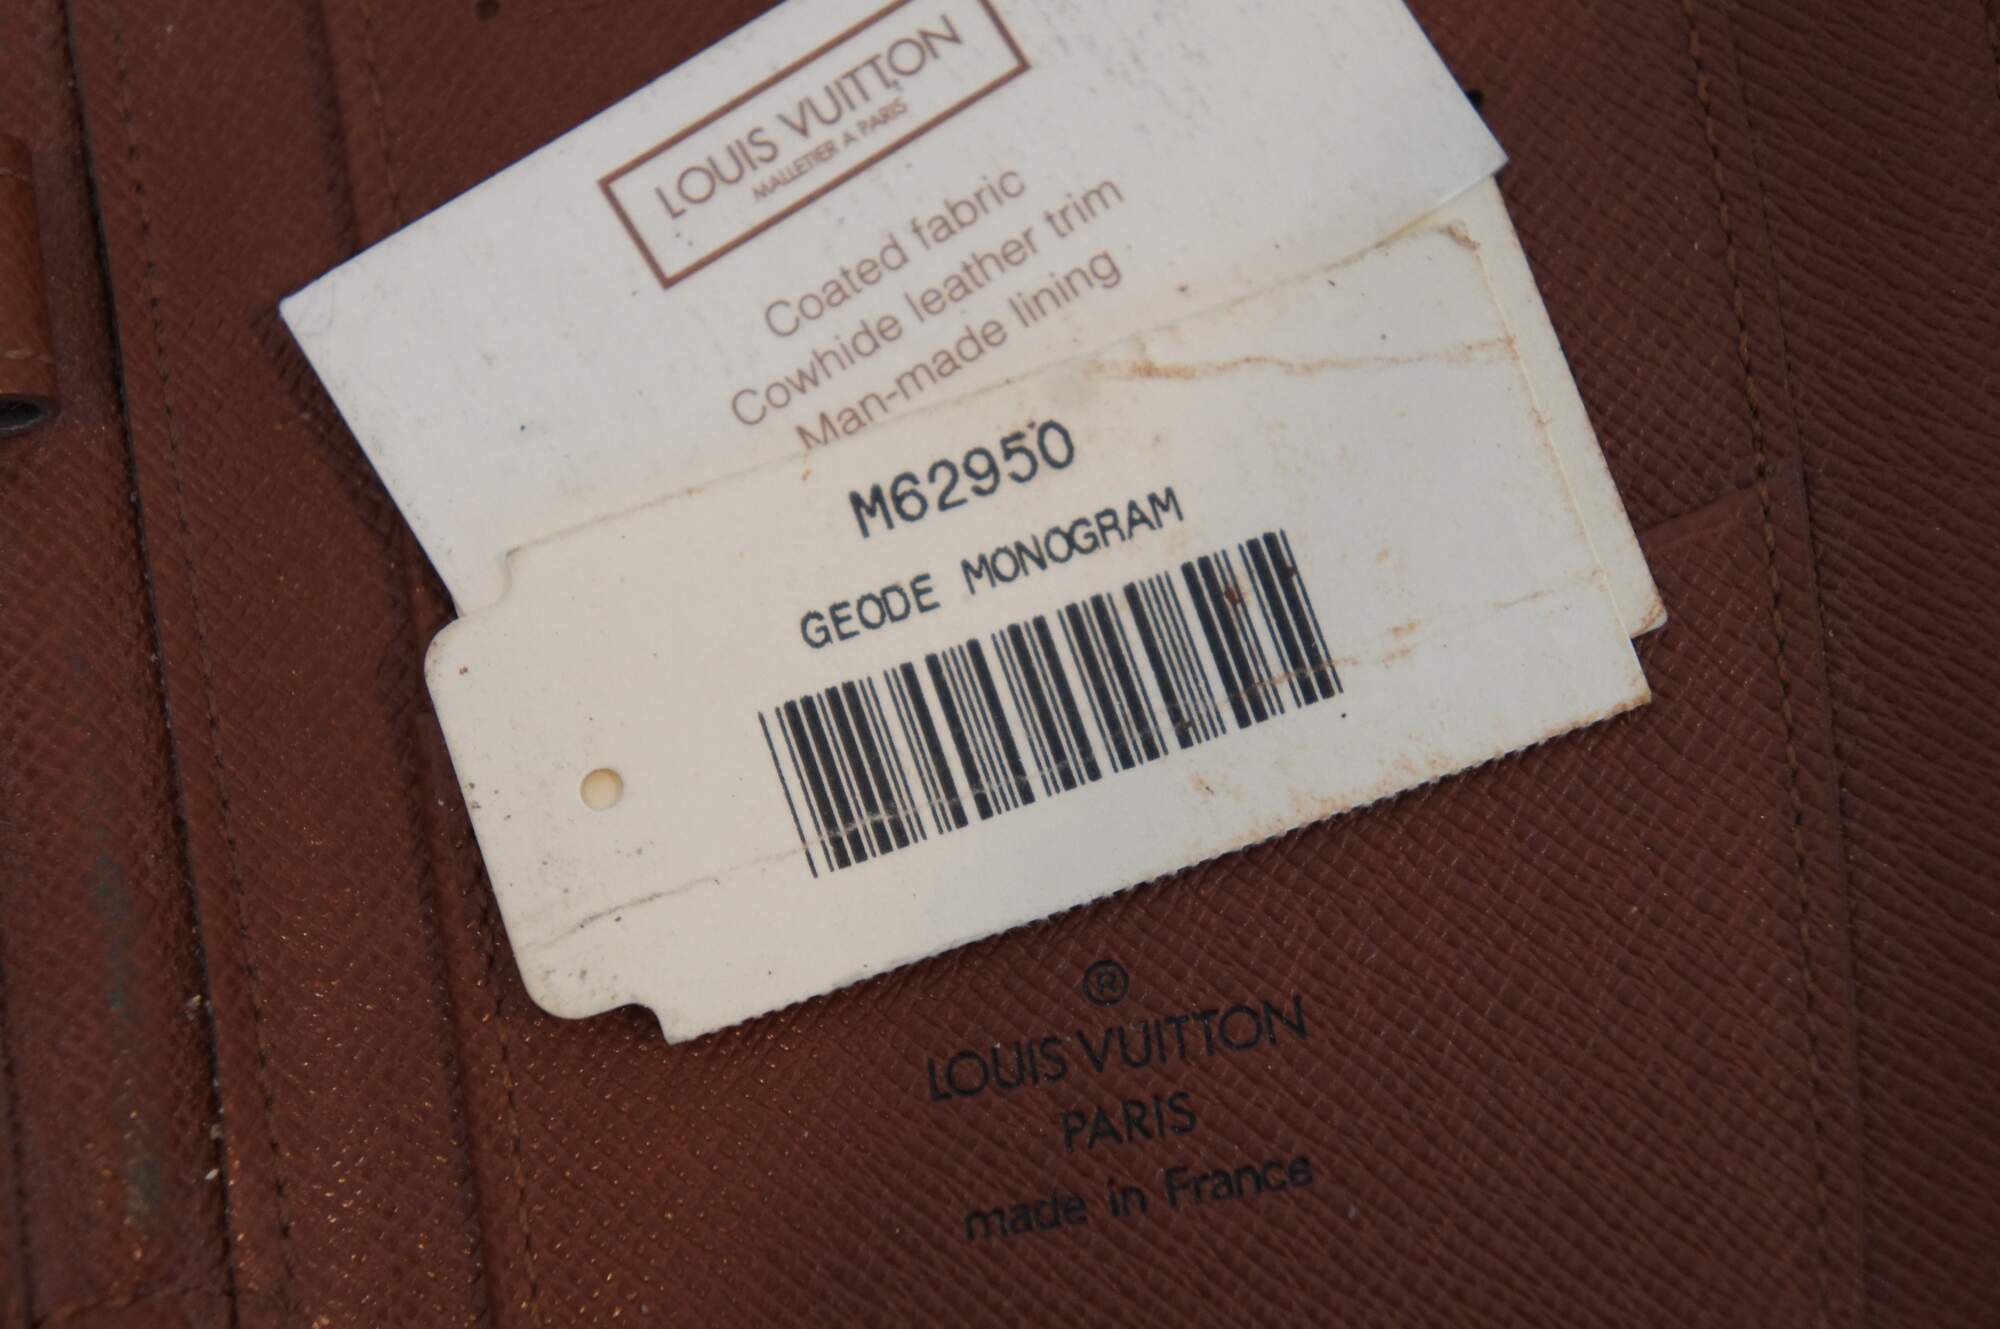 LOUIS VUITTON
MALLETIER A PARIS
Coated fabric
Cowhide leather trim
Man-made lining
M62950
GEODE MONOGRAM
®
LOUIS VUITTON
PARIS
made in France